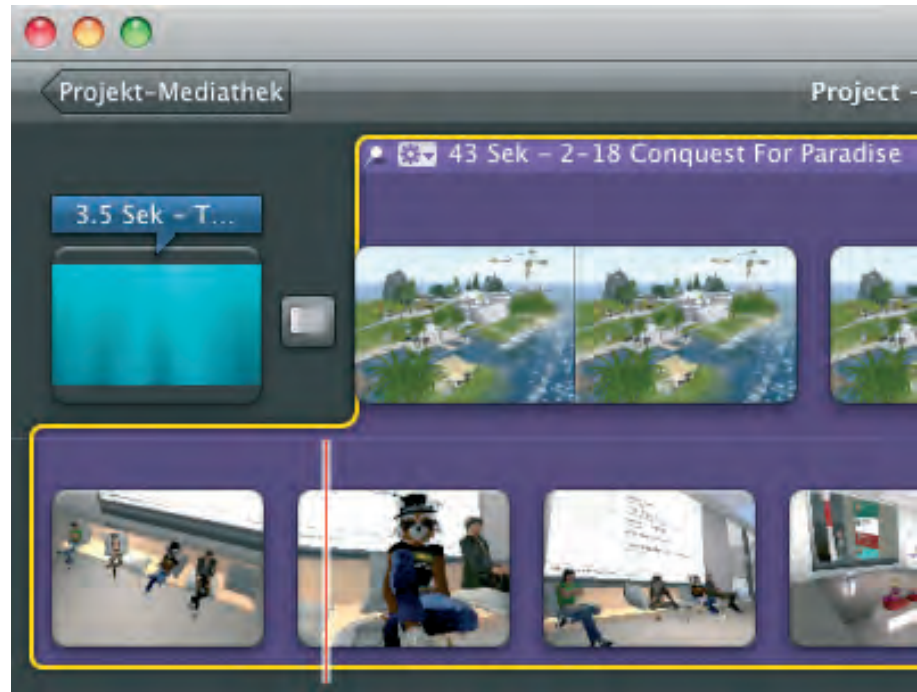 Projekt-Mediathek
Project -
43 Sek – 2-18 Conquest For Paradise
3.5 Sek – T...